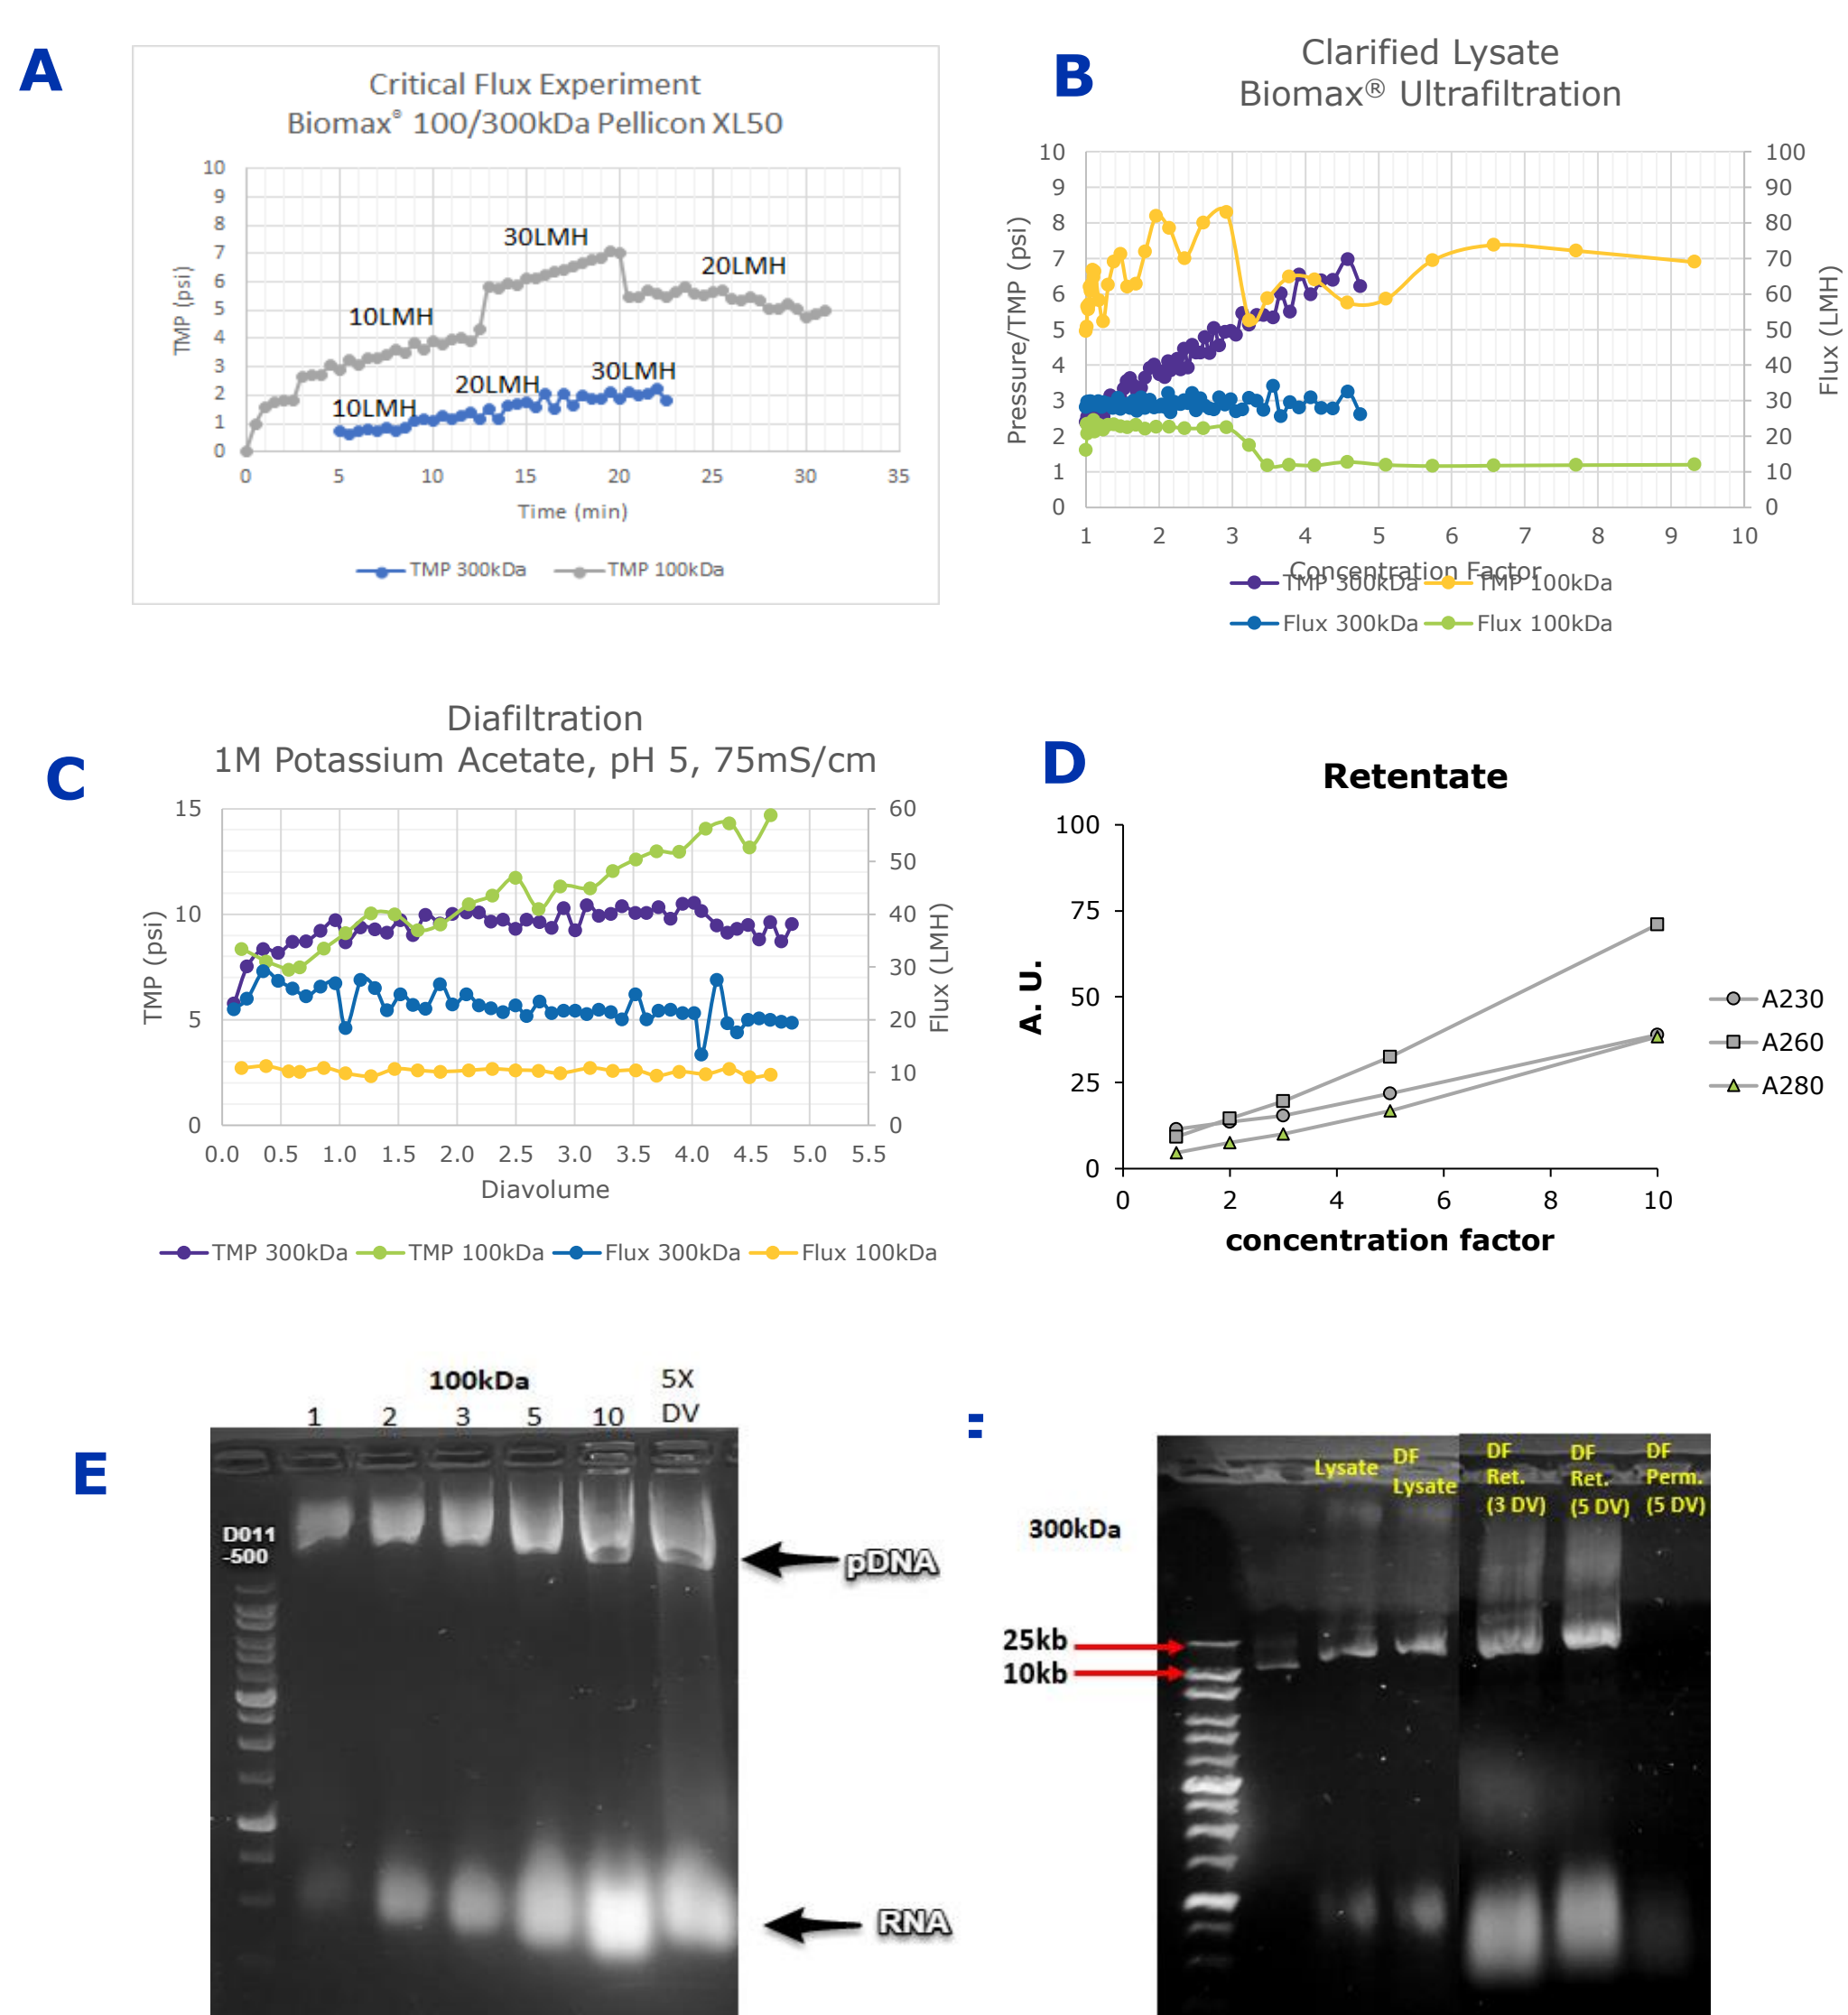 A
Critical Flux Experiment
Biomax® 100/300kDa Pellicon XL50
10
9
8
7
6
5
4
3
2
1
0
TMP (psi)
30LMH
20LMH
10LMH
30LMH
20LMH
10LMH
0 5 10 15 20 25 30 35
Time (min)
TMP 300kDa TMP 100kDa
B
Clarified Lysate
Biomax® Ultrafiltration
10
9
8
7
6
5
4
3
2
1
0
Pressure/TMP (psi)
100
90
80
70
60
50
40
30
20
10
0
Flux (LMH)
1 2 3 4 5 6 7 8 9 10
Concentration Factor
TMP 300kDa TMP 100kDa
Flux 300kDa Flux 100kDa
C
Diafiltration
1M Potassium Acetate, pH 5, 75mS/cm
15
10
5
0
TMP (psi)
60
50
40
30
20
10
0
Flux (LMH)
0.0 0.5 1.0 1.5 2.0 2.5 3.0 3.5 4.0 4.5 5.0 5.5
Diavolume
TMP 300kDa TMP 100kDa Flux 300kDa Flux 100kDa
D
Retentate
100
75
50
25
0
A. U.
0 2 4 6 8 10
concentration factor
A230
A260
A280
E
100kDa
5X
DV
1 2 3 5 10
D011
-500
pDNA
RNA
300kDa
Lysate
DF
Lysate
DF
Ret.
(3 DV)
DF
Ret.
(5 DV)
DF
Perm.
(5 DV)
25kb
10kb